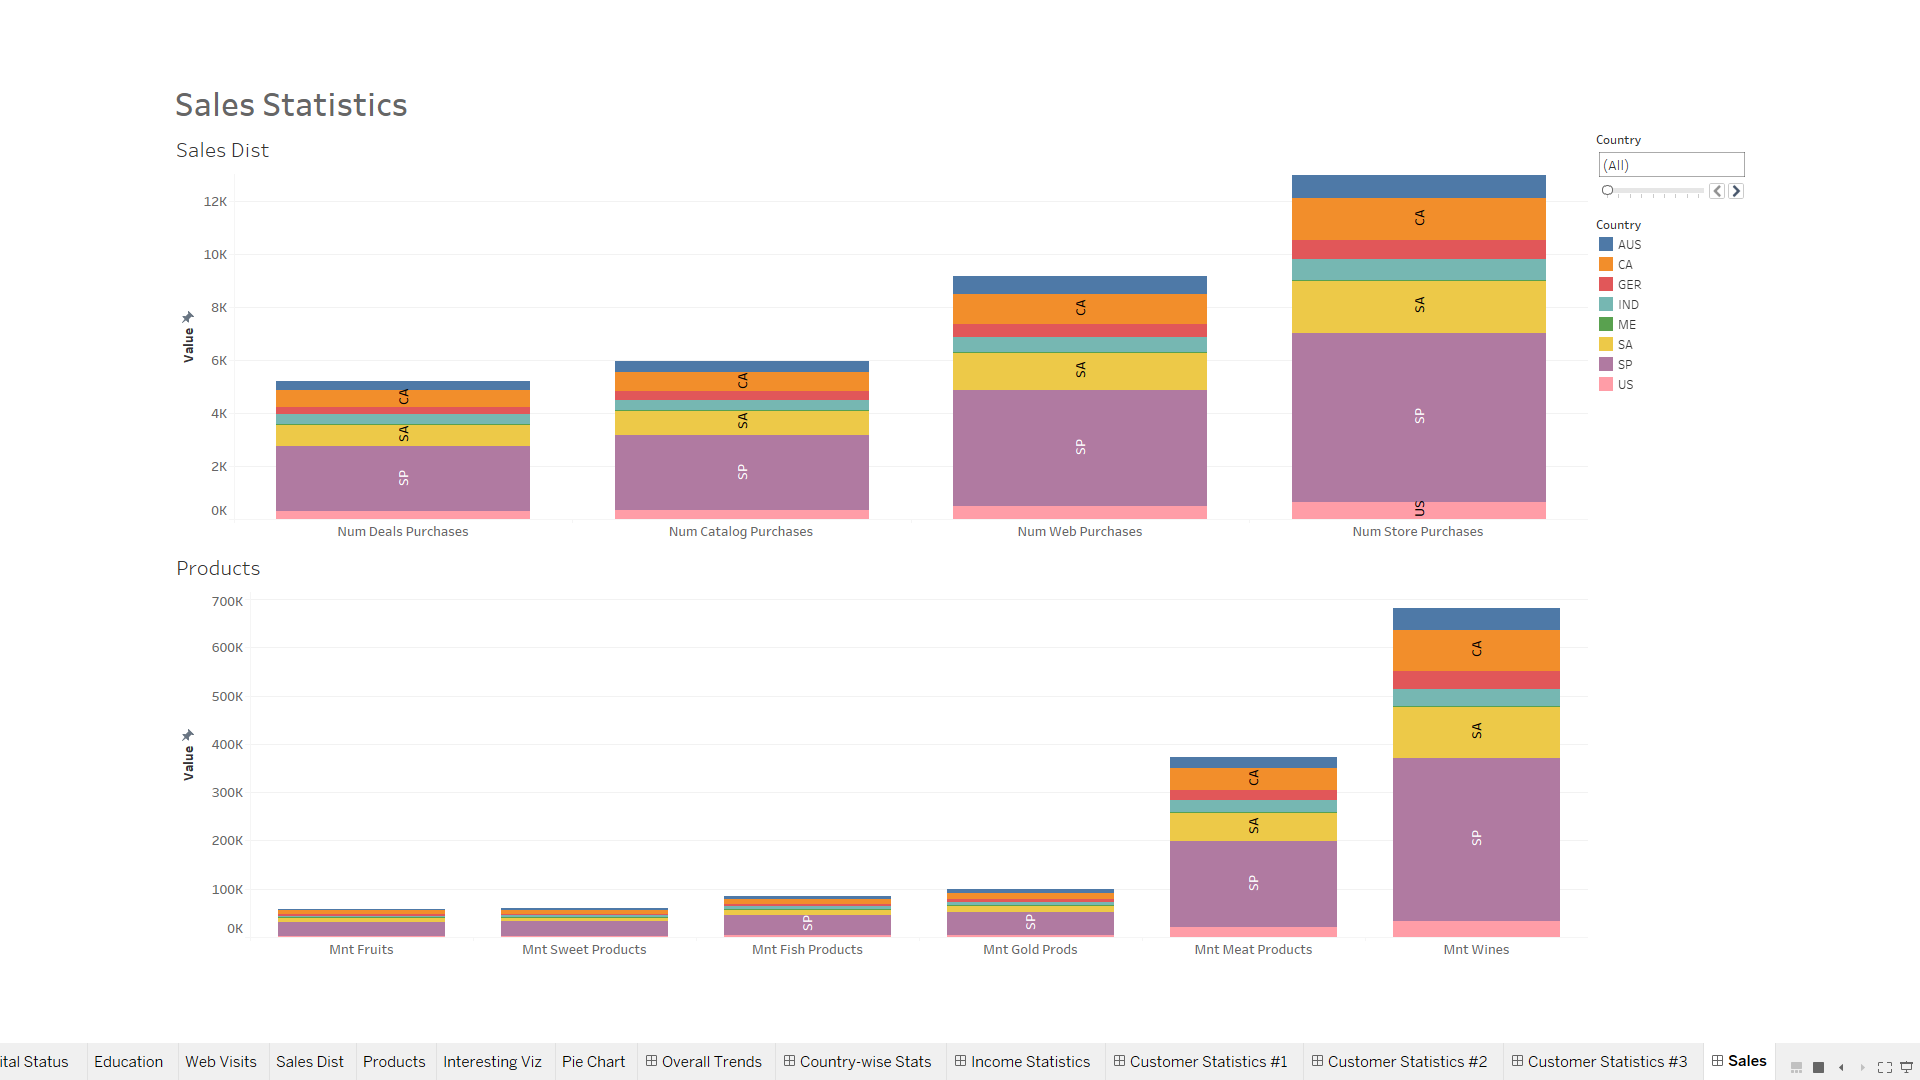 Sales Statistics
Sales Dist
Country
(All)
Country
AUS
CA
GER
IND
ME
SA
SP
US
12K
10K
8K
6K
4K
2K
0K
Value
CA
SA
SP
CA
SA
SP
CA
SA
SP
CA
SA
SP
US
Num Deals Purchases
Num Catalog Purchases
Num Web Purchases
Num Store Purchases
Products
700K
600K
500K
400K
300K
200K
100K
0K
Value
SP
SP
CA
SA
SP
CA
SA
SP
Mnt Fruits
Mnt Sweet Products
Mnt Fish Products
Mnt Gold Prods
Mnt Meat Products
Mnt Wines
ital Status
Education
Web Visits
Sales Dist
Products
Interesting Viz
Pie Chart
Overall Trends
Country-wise Stats
Income Statistics
Customer Statistics #1
Customer Statistics #2
Customer Statistics #3
Sales